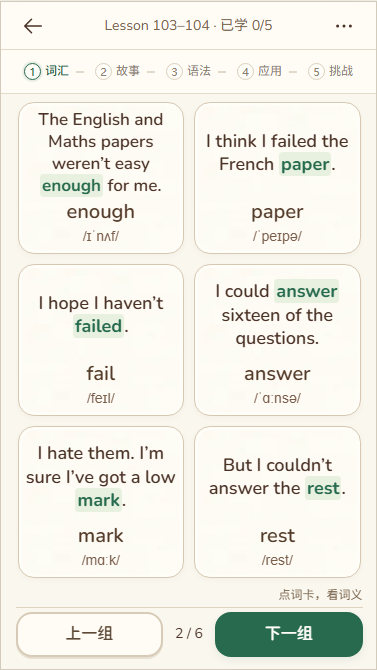 Lesson 103–104 · 已学 0/5
1 词汇 – 2 故事 – 3 语法 – 4 应用 – 5 挑战
The English and
Maths papers
weren't easy
enough for me.
enough
/ɪˈnʌf/
I think I failed the
French paper.
paper
/ˈpeɪpə/
I hope I haven't
failed.
fail
/feɪl/
I could answer
sixteen of the
questions.
answer
/ˈɑːnsə/
I hate them. I'm
sure I've got a low
mark.
mark
/mɑːk/
But I couldn't
answer the rest.
rest
/rest/
点词卡，看词义
上一组
2 / 6
下一组